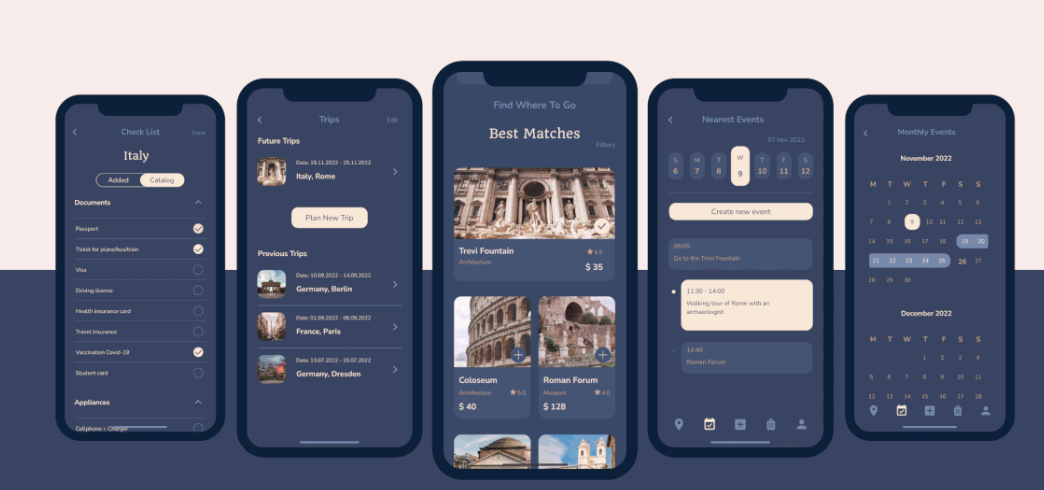 Check List
Done
Italy
Added Catalog
Documents
Passport
Ticket for plane/bus/train
Visa
Driving licence
Health insurance card
Travel insurance
Vaccination Covid-19
Student card
Appliances
Cellphone + Charger
Trips
Edit
Future Trips
Date: 19.11.2022 - 25.11.2022
Italy, Rome
Plan New Trip
Previous Trips
Date: 10.09.2022 - 14.09.2022
Germany, Berlin
Date: 01.09.2022 - 06.09.2022
France, Paris
Date: 13.07.2022 - 20.07.2022
Germany, Dresden
Find Where To Go
Best Matches
Filters
Trevi Fountain
4.5
Architecture
$ 35
Coloseum
Architecture 5.0
$ 40
Roman Forum
Museum 4.0
$ 128
Nearest Events
07 Nov 2022
S M T W T F S
6 7 8 9 10 11 12
Create new event
08:00
Go to the Trevi Fountain
11:30 - 14:00
Walking tour of Rome with an
archaeologist
14:40
Roman Forum
Monthly Events
November 2022
M T W T F S S
1 2 3 4 5 6
7 8 9 10 11 12 13
14 15 16 17 18 19 20
21 22 23 24 25 26 27
28 29 30
December 2022
M T W T F S S
1 2 3 4
5 6 7 8 9 10 11
12 13 14 15 16 17 18